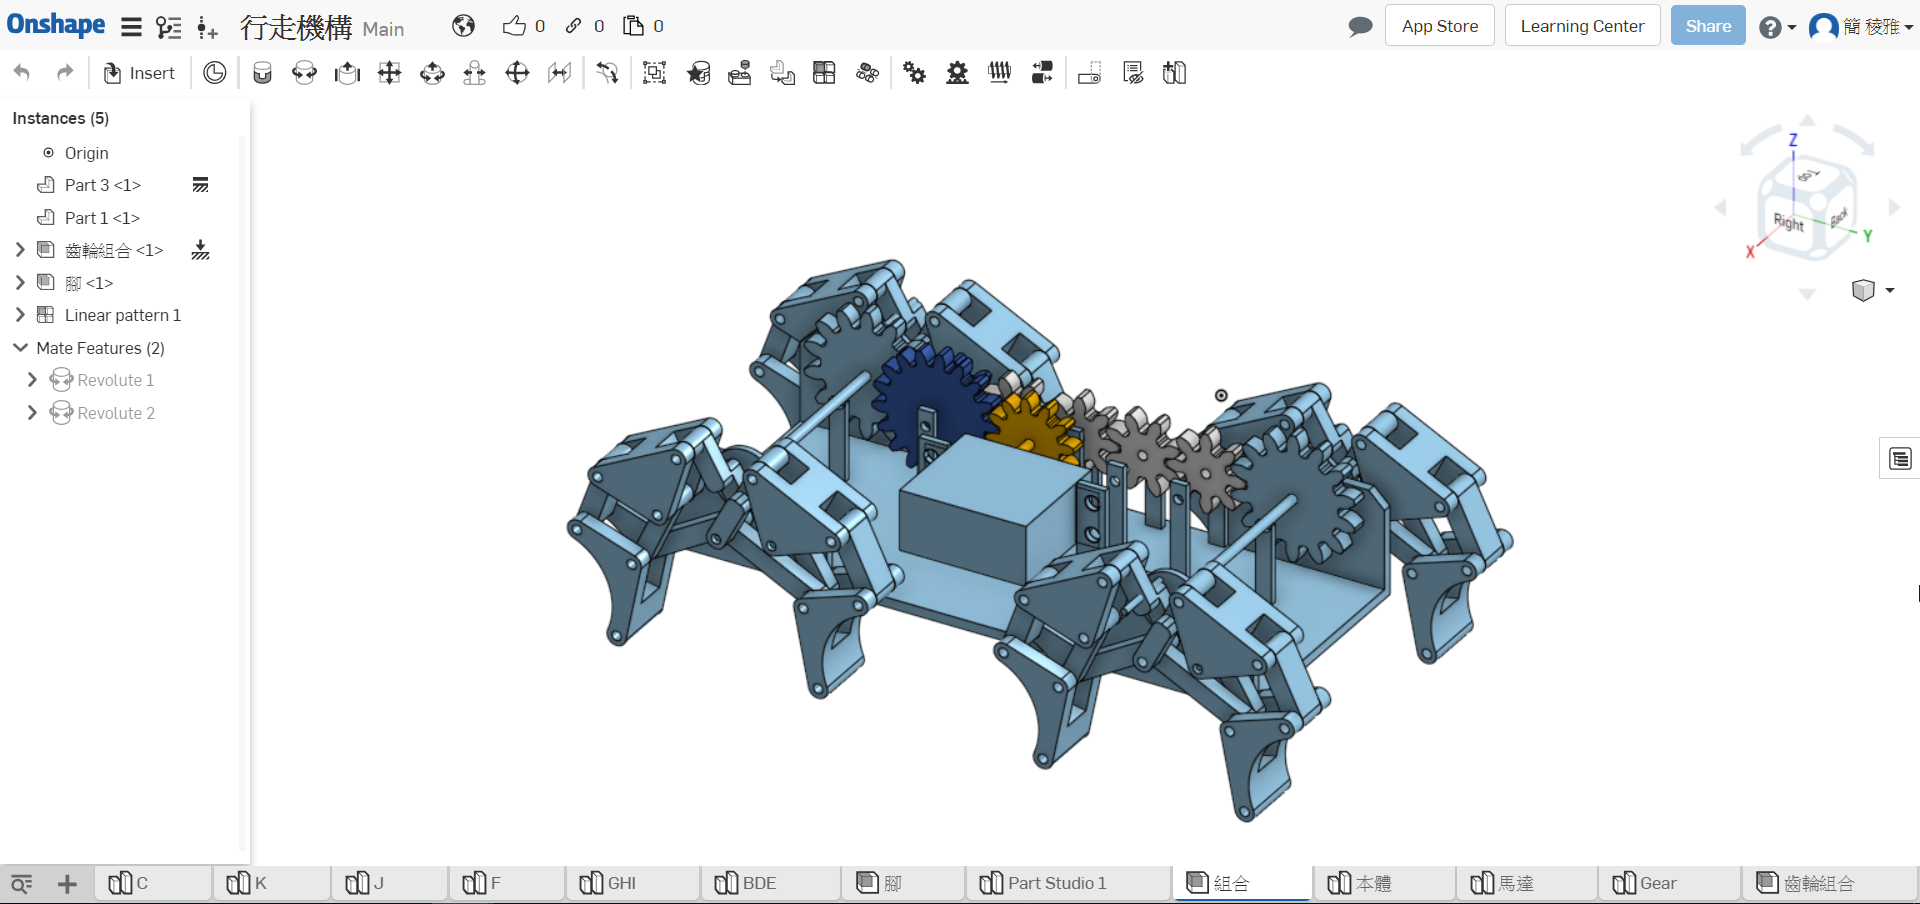 Onshape 行走機構 Main 0 0 0 App Store Learning Center Share 簡 稜雅
Insert
Instances (5)
Origin
Part 3 <1>
Part 1 <1>
齒輪組合 <1>
腳 <1>
Linear pattern 1
Mate Features (2)
Revolute 1
Revolute 2
Z
Top
Right
Back
X
Y
C K J F GHI BDE 腳 Part Studio 1 組合 本體 馬達 Gear 齒輪組合